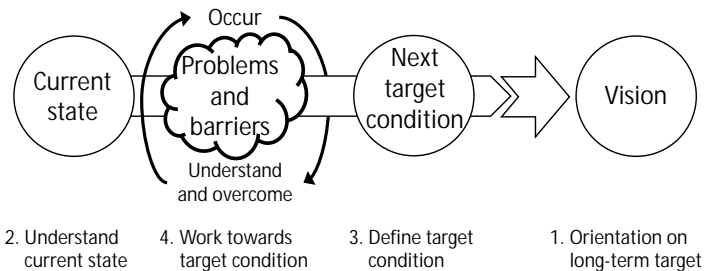 Occur
Current
state
Problems
and
barriers
Next
target
condition
Vision
Understand
and overcome
2. Understand
current state
4. Work towards
target condition
3. Define target
condition
1. Orientation on
long-term target